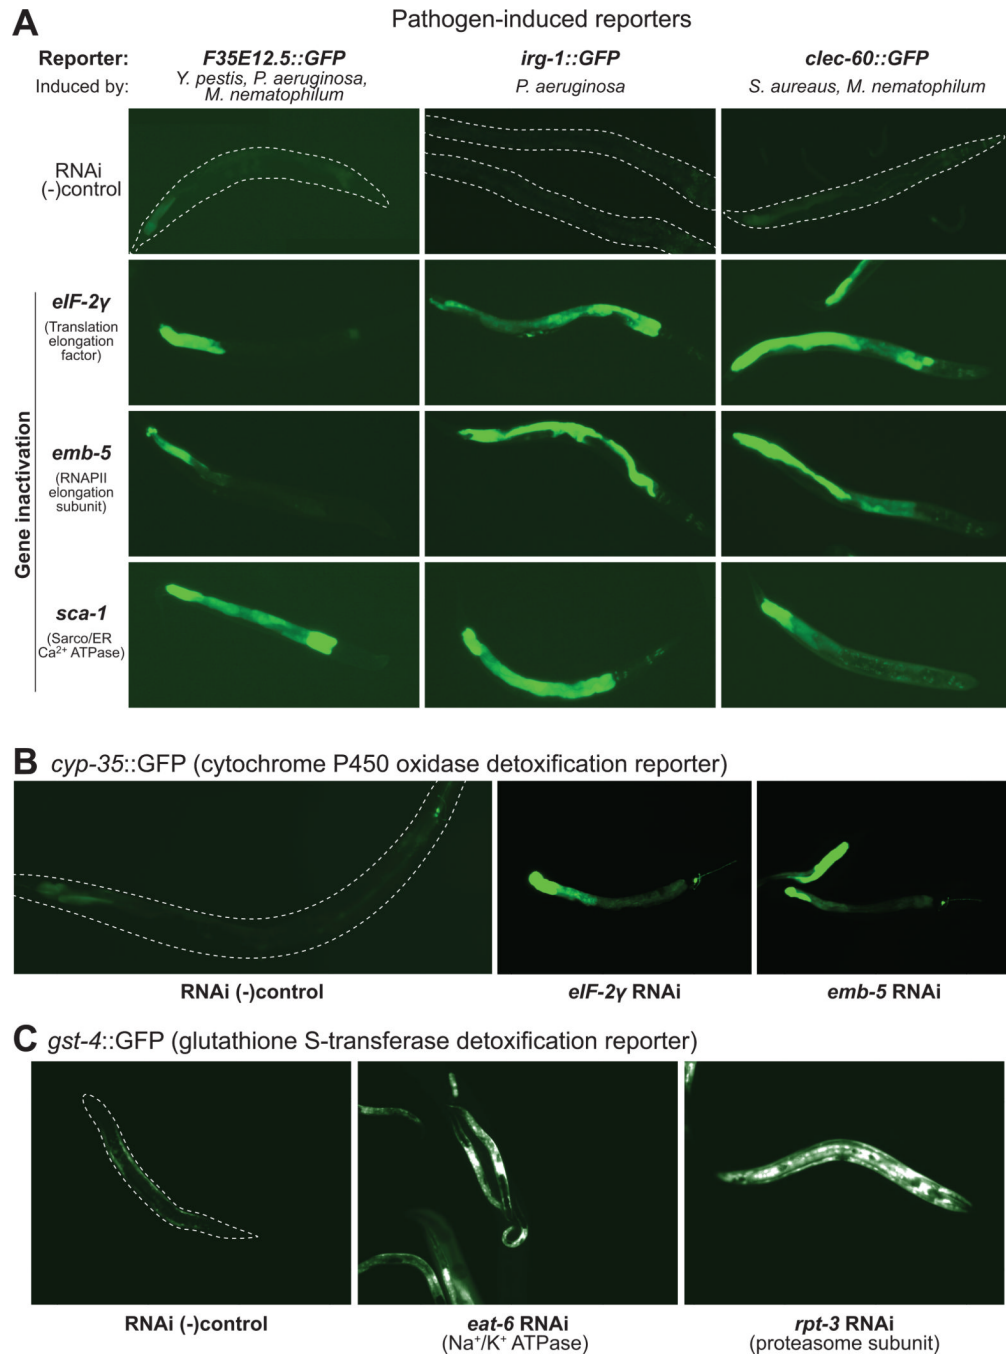 A
Pathogen-induced reporters
Reporter: F35E12.5::GFP irg-1::GFP clec-60::GFP
Induced by: Y. pestis, P. aeruginosa, M. nematophilum P. aeruginosa S. aureus, M. nematophilum
RNAi
(-)control
Gene inactivation
eIF-2γ
(Translation
elongation
factor)
emb-5
(RNAPII
elongation
subunit)
sca-1
(Sarco/ER
Ca²⁺ ATPase)
B cyp-35::GFP (cytochrome P450 oxidase detoxification reporter)
RNAi (-)control eIF-2γ RNAi emb-5 RNAi
C gst-4::GFP (glutathione S-transferase detoxification reporter)
RNAi (-)control eat-6 RNAi rpt-3 RNAi
(Na⁺/K⁺ ATPase) (proteasome subunit)